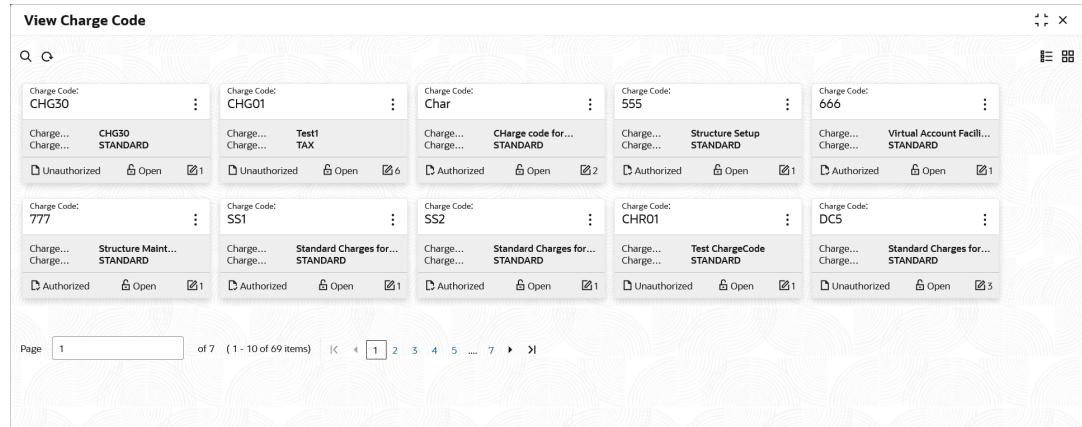 View Charge Code
Charge Code:
CHG30
Charge... CHG30
Charge... STANDARD
Unauthorized Open 1
Charge Code:
CHG01
Charge... Test1
Charge... TAX
Unauthorized Open 6
Charge Code:
Char
Charge... CHarge code for...
Charge... STANDARD
Authorized Open 2
Charge Code:
555
Charge... Structure Setup
Charge... STANDARD
Authorized Open 1
Charge Code:
666
Charge... Virtual Account Facili...
Charge... STANDARD
Authorized Open 1
Charge Code:
777
Charge... Structure Maint...
Charge... STANDARD
Authorized Open 1
Charge Code:
SS1
Charge... Standard Charges for...
Charge... STANDARD
Authorized Open 1
Charge Code:
SS2
Charge... Standard Charges for...
Charge... STANDARD
Authorized Open 1
Charge Code:
CHR01
Charge... Test ChargeCode
Charge... STANDARD
Unauthorized Open 1
Charge Code:
DC5
Charge... Standard Charges for...
Charge... STANDARD
Unauthorized Open 3
Page 1 of 7 ( 1 - 10 of 69 items) 1 2 3 4 5 .... 7